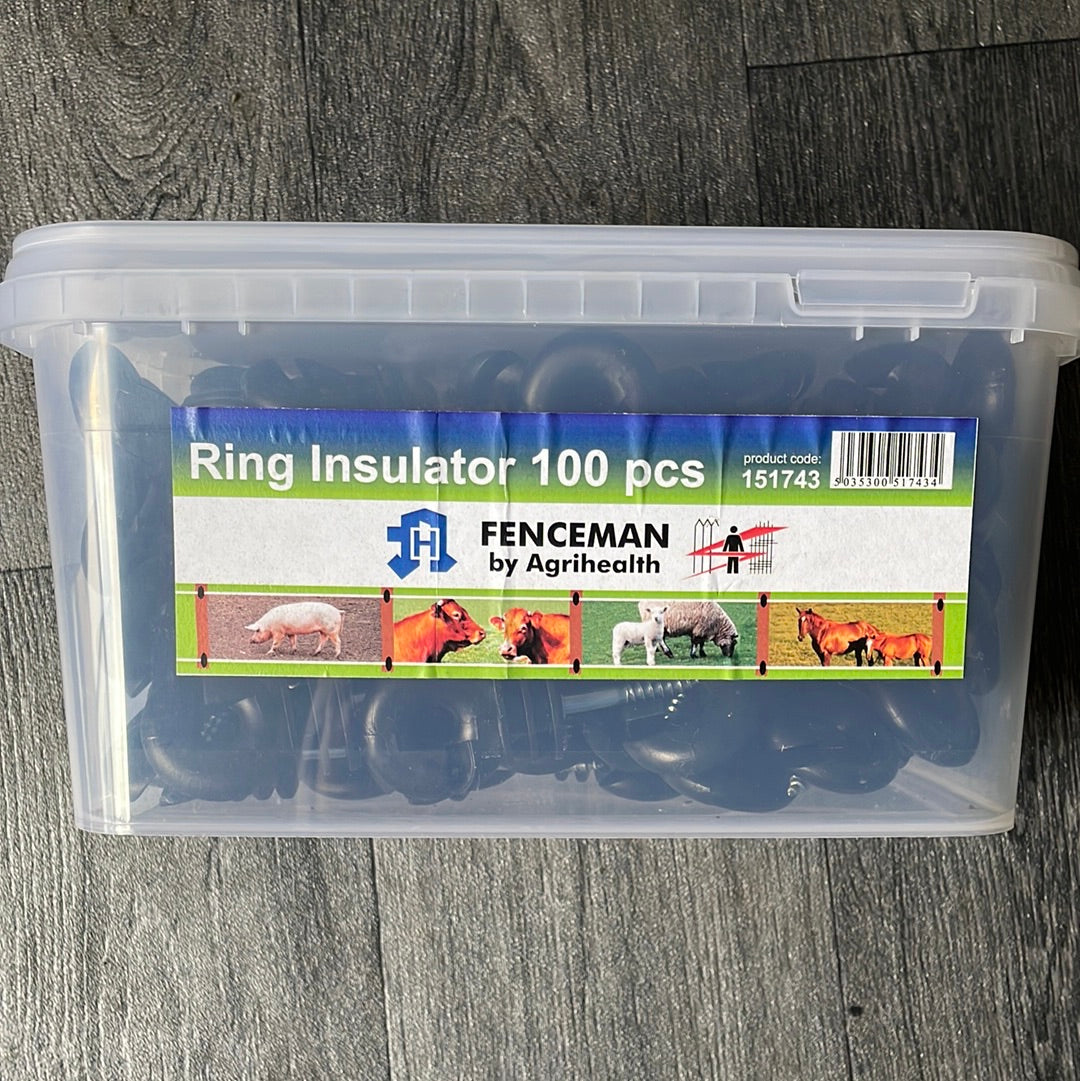 Ring Insulator 100 pcs
product code:
151743
5 035300 517434
H
FENCEMAN
by Agrihealth